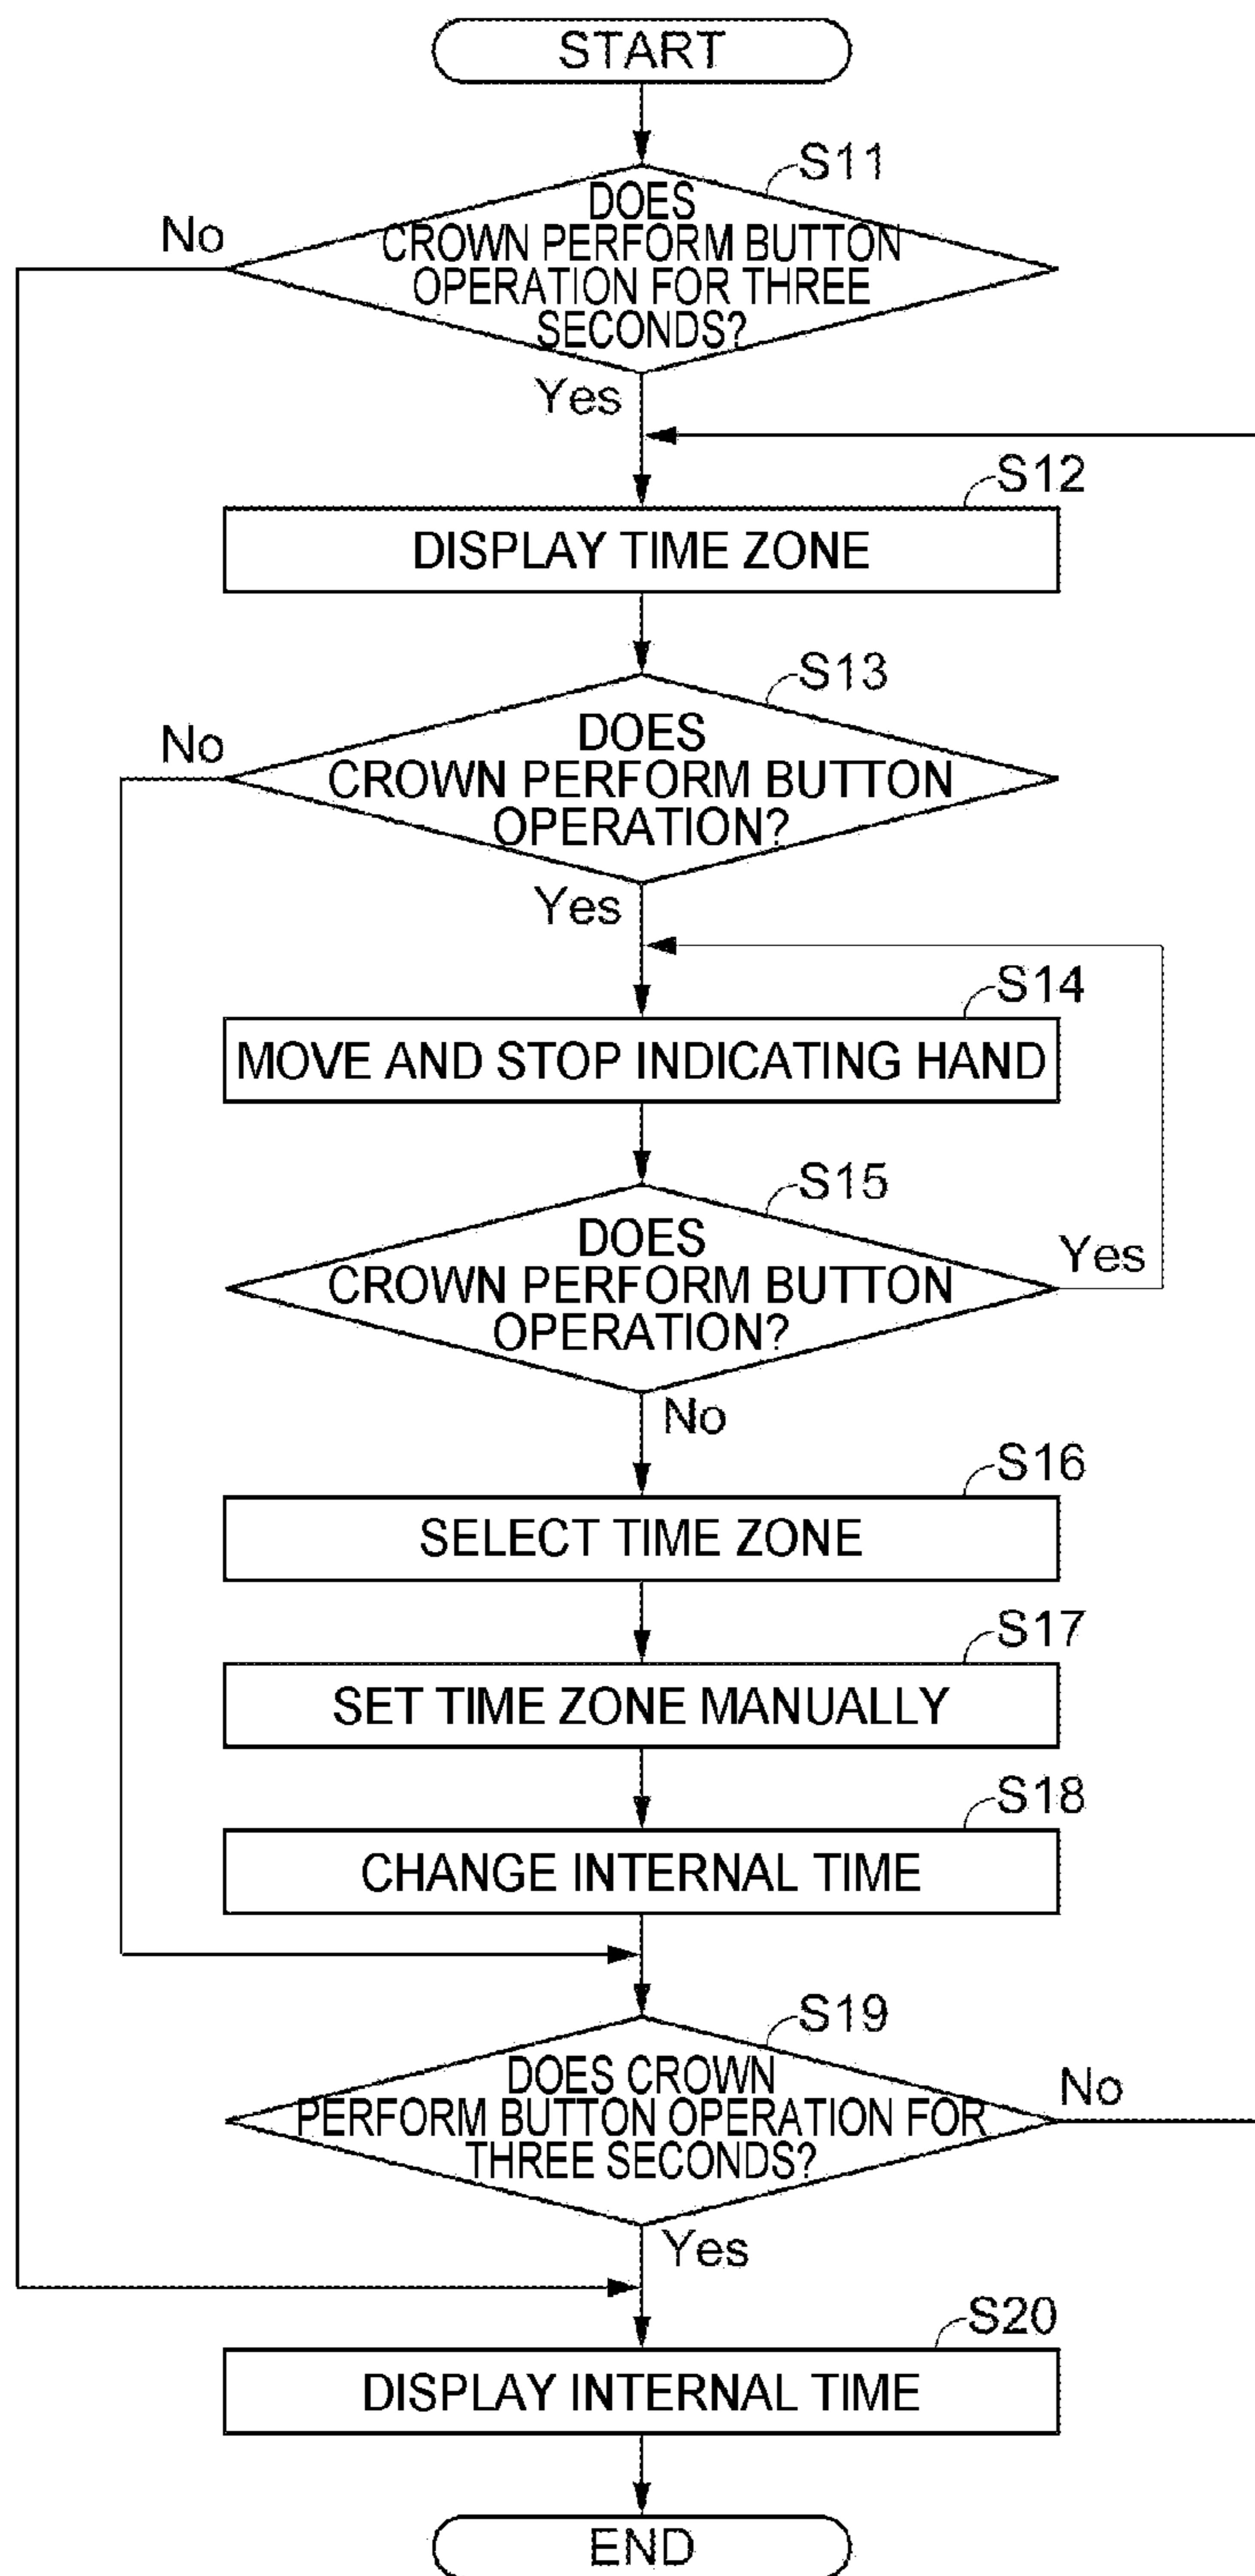 START
S11
No
DOES
CROWN PERFORM BUTTON
OPERATION FOR THREE
SECONDS?
Yes
S12
DISPLAY TIME ZONE
S13
No
DOES
CROWN PERFORM BUTTON
OPERATION?
Yes
S14
MOVE AND STOP INDICATING HAND
S15
DOES
CROWN PERFORM BUTTON
OPERATION?
Yes
No
S16
SELECT TIME ZONE
S17
SET TIME ZONE MANUALLY
S18
CHANGE INTERNAL TIME
S19
DOES CROWN
PERFORM BUTTON OPERATION FOR
THREE SECONDS?
No
Yes
S20
DISPLAY INTERNAL TIME
END